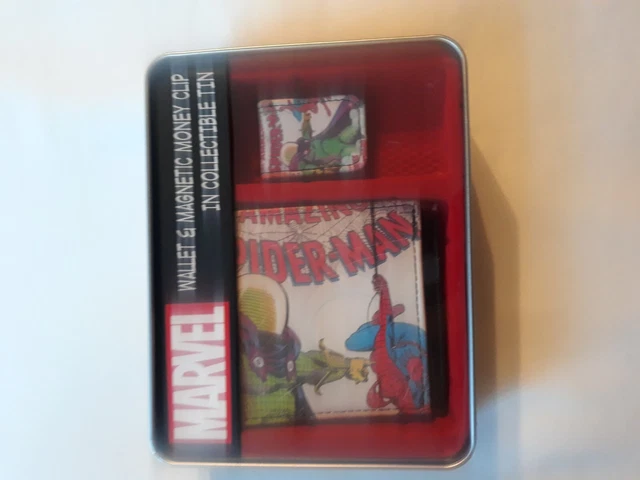 MARVEL
WALLET & MAGNETIC MONEY CLIP
IN COLLECTIBLE TIN
AMAZING
SPIDER-MAN